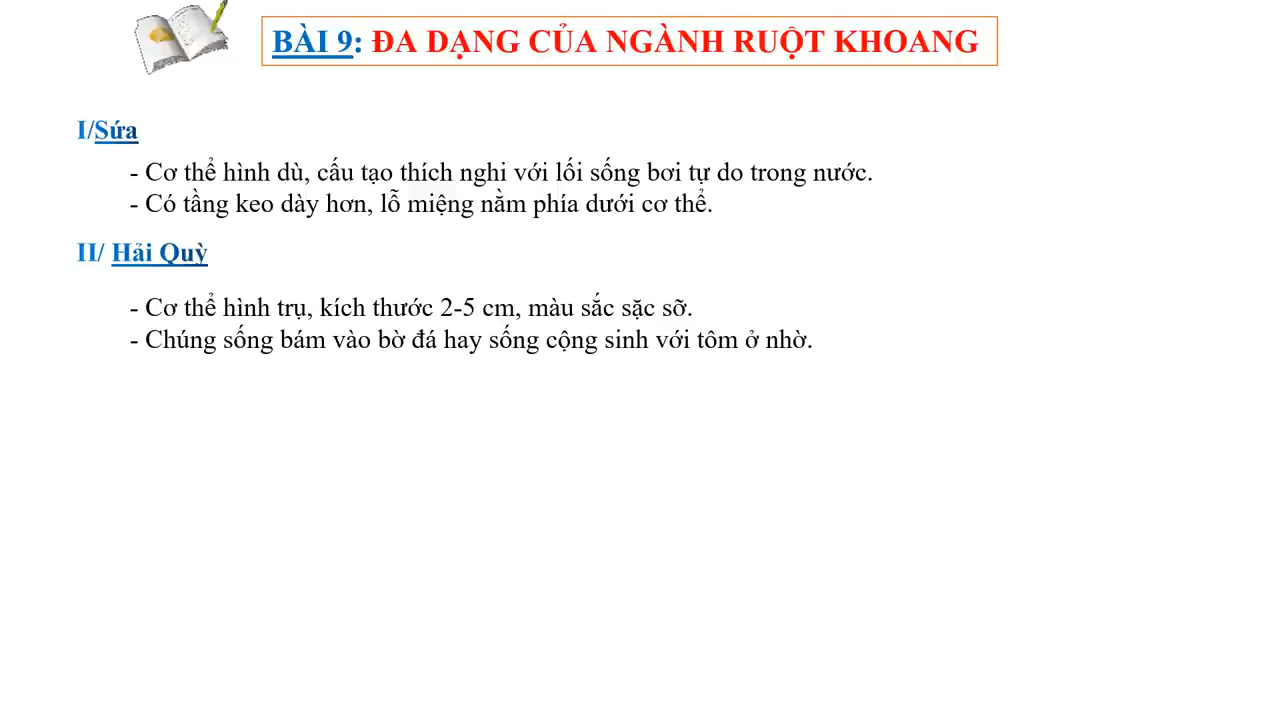 BÀI 9: ĐA DẠNG CỦA NGÀNH RUỘT KHOANG
I/Sứa
- Cơ thể hình dù, cấu tạo thích nghi với lối sống bơi tự do trong nước.
- Có tầng keo dày hơn, lỗ miệng nằm phía dưới cơ thể.
II/ Hải Quỳ
- Cơ thể hình trụ, kích thước 2-5 cm, màu sắc sặc sỡ.
- Chúng sống bám vào bờ đá hay sống cộng sinh với tôm ở nhờ.